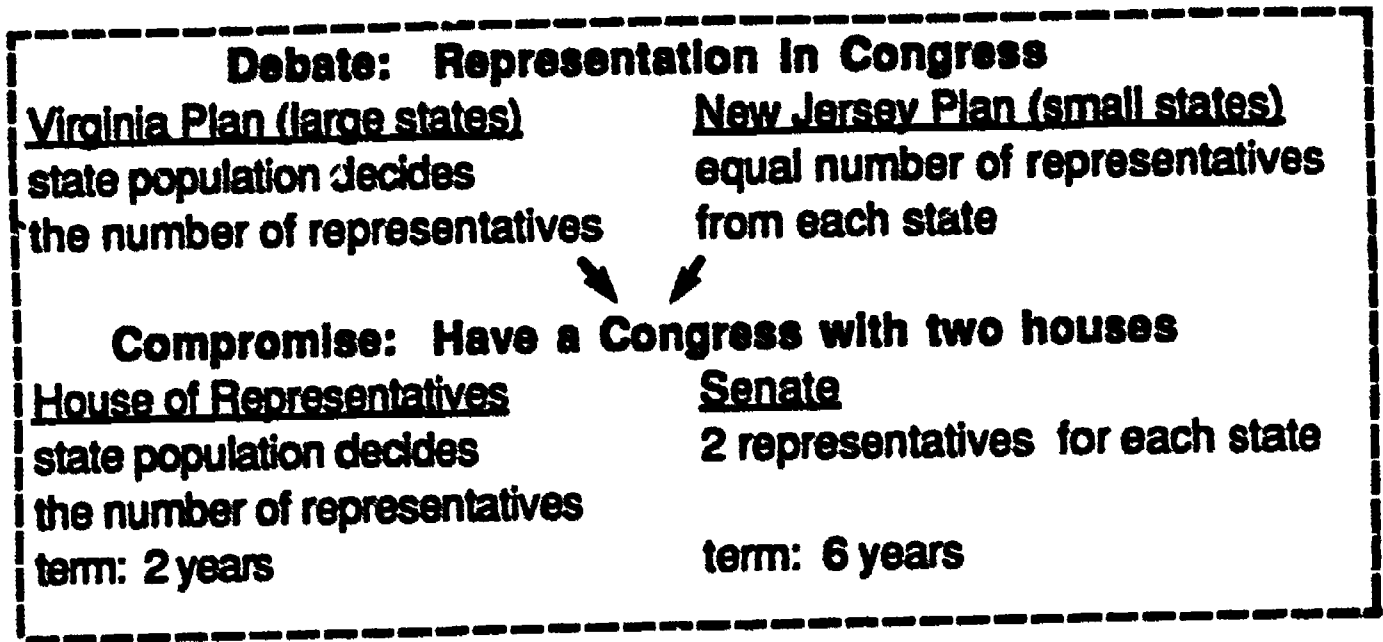 Debate: Representation in Congress
Virginia Plan (large states)
state population decides
the number of representatives
New Jersey Plan (small states)
equal number of representatives
from each state
Compromise: Have a Congress with two houses
House of Representatives
state population decides
the number of representatives
term: 2 years
Senate
2 representatives for each state
term: 6 years